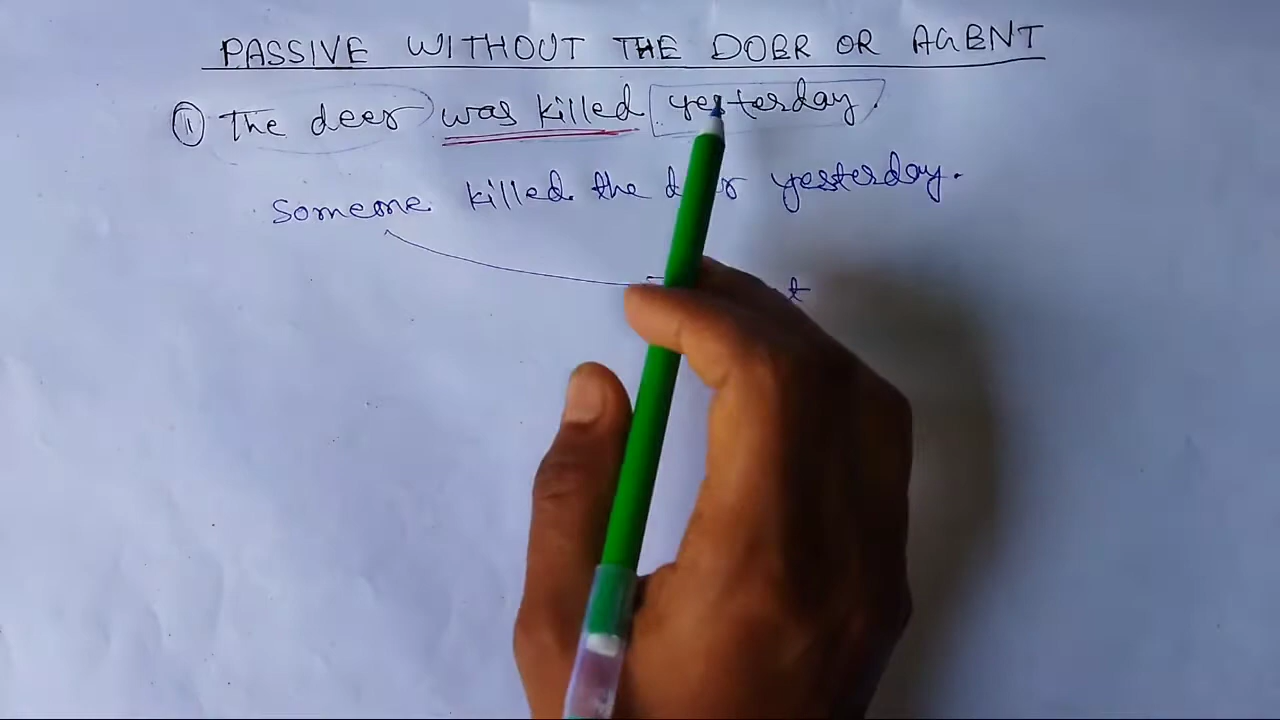 PASSIVE WITHOUT THE DOER OR AGENT
① The deer was killed yesterday.
someone killed the deer yesterday.